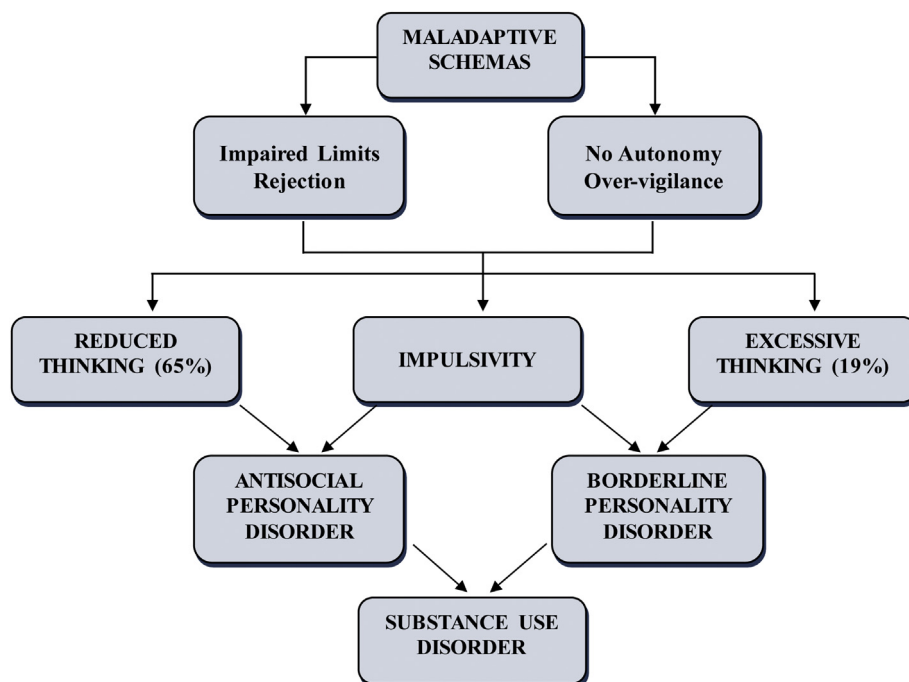 MALADAPTIVE
SCHEMAS
Impaired Limits
Rejection
No Autonomy
Over-vigilance
REDUCED
THINKING (65%)
IMPULSIVITY
EXCESSIVE
THINKING (19%)
ANTISOCIAL
PERSONALITY
DISORDER
BORDERLINE
PERSONALITY
DISORDER
SUBSTANCE USE
DISORDER